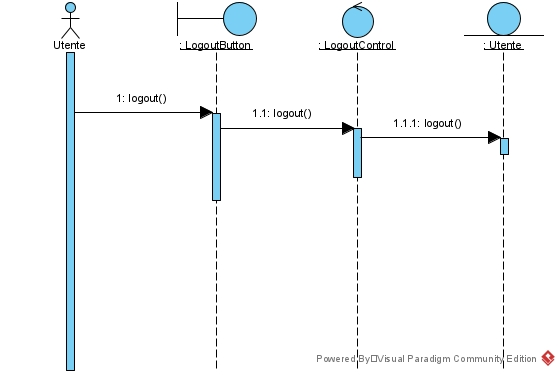 Utente
: LogoutButton
: LogoutControl
: Utente
1: logout()
1.1: logout()
1.1.1: logout()
Powered By Visual Paradigm Community Edition